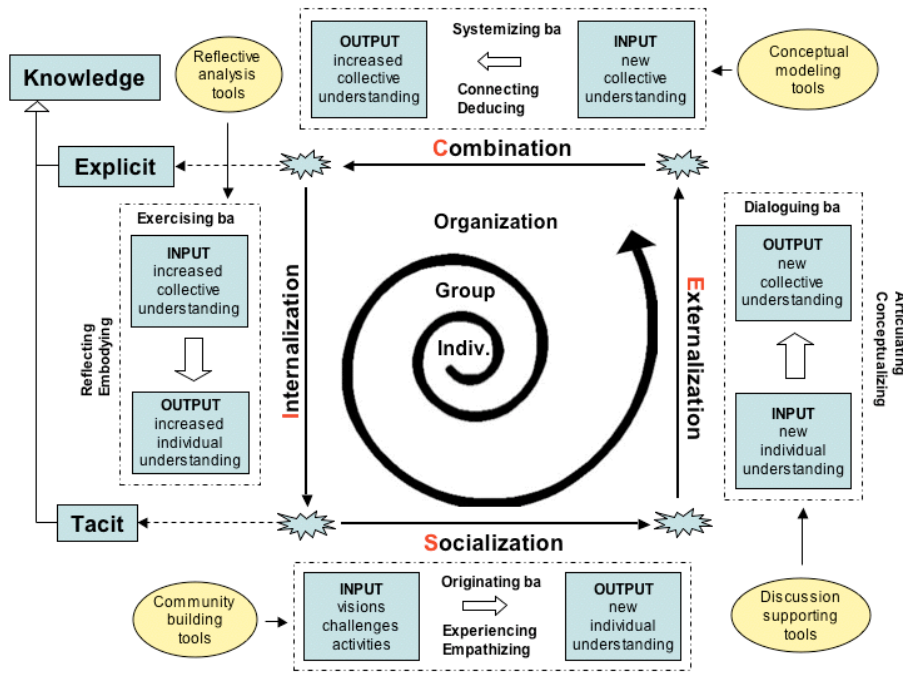 Knowledge
Explicit
Tacit
Reflective
analysis
tools
OUTPUT
increased
collective
understanding
Systemizing ba
Connecting
Deducing
INPUT
new
collective
understanding
Conceptual
modeling
tools
Combination
Exercising ba
INPUT
increased
collective
understanding
Reflecting
Embodying
OUTPUT
increased
individual
understanding
Internalization
Organization
Group
Indiv.
Externalization
Dialoguing ba
OUTPUT
new
collective
understanding
Articulating
Conceptualizing
INPUT
new
individual
understanding
Socialization
Community
building
tools
INPUT
visions
challenges
activities
Originating ba
Experiencing
Empathizing
OUTPUT
new
individual
understanding
Discussion
supporting
tools